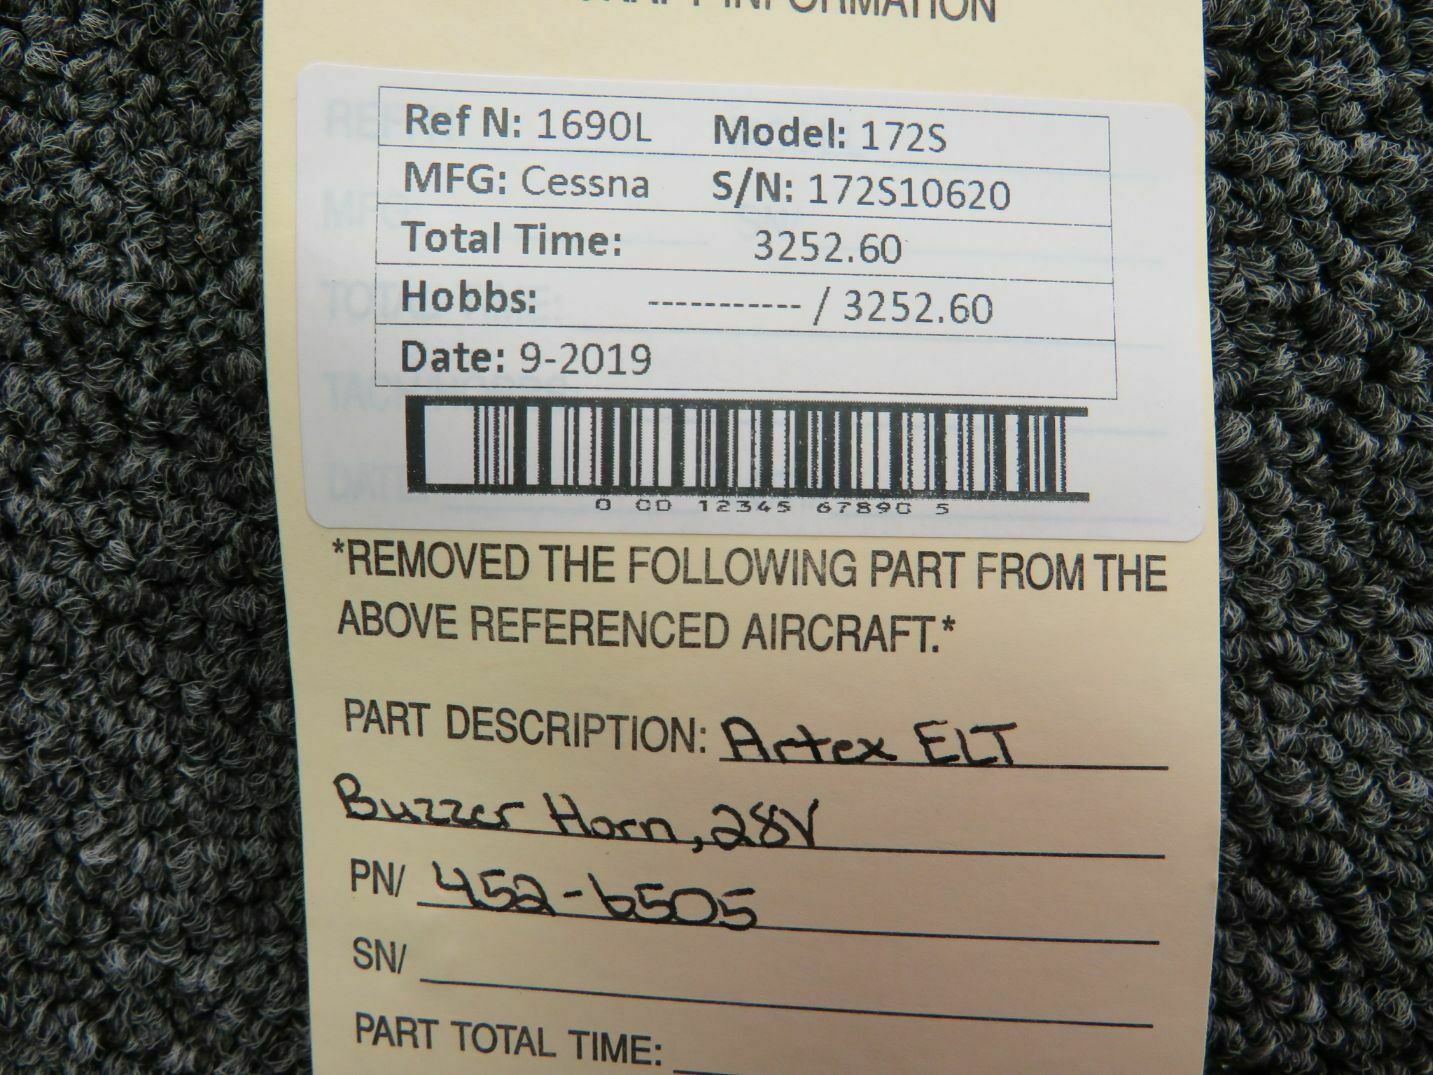 INFORMATION
Ref N: 1690L Model: 172S
MFG: Cessna S/N: 172S10620
Total Time: 3252.60
Hobbs: ----------- / 3252.60
Date: 9-2019
0 00 12345 67890 5
*REMOVED THE FOLLOWING PART FROM THE
ABOVE REFERENCED AIRCRAFT.*
PART DESCRIPTION: Artex ELT
Buzzer Horn, 28V
PN/ 452-6505
SN/
PART TOTAL TIME: